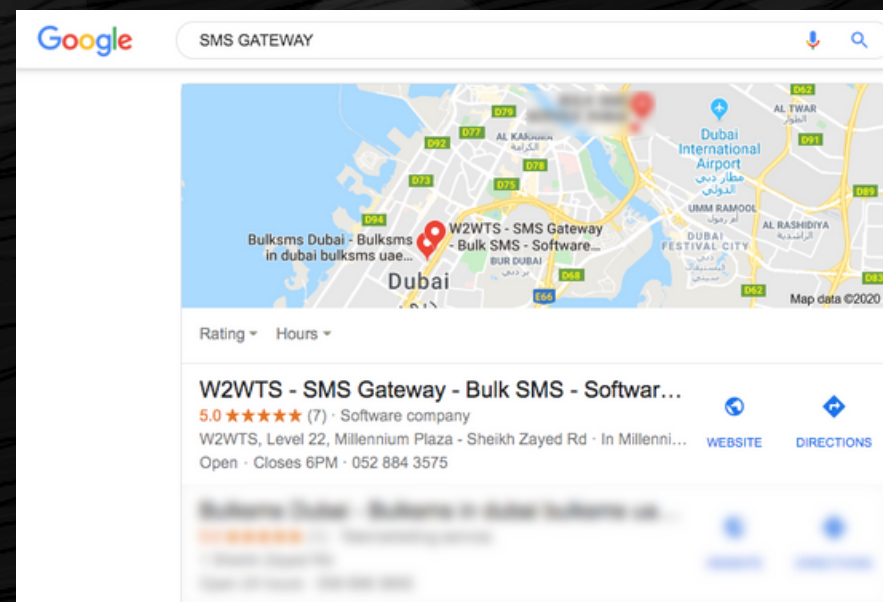 Google
SMS GATEWAY
D62
D79
AL TWAR
الطوار
D92
D77
AL KARAMA
الكرامة
Dubai
International
Airport
مطار دبي
الدولي
D91
D78
D73
D75
D89
UMM RAMOOL
أم رمول
D94
AL RASHIDIYA
الراشدية
W2WTS - SMS Gateway
- Bulk SMS - Software...
Bulksms Dubai - Bulksms
in dubai bulksms uae...
DUBAI
FESTIVAL CITY
دبي
فستيفال
سيتي
BUR DUBAI
بر دبي
Dubai
D68
D62
D83
E66
Map data ©2020
Rating
Hours
W2WTS - SMS Gateway - Bulk SMS - Softwar...
5.0 ★★★★★ (7) · Software company
W2WTS, Level 22, Millennium Plaza - Sheikh Zayed Rd · In Millenni...
WEBSITE
DIRECTIONS
Open · Closes 6PM · 052 884 3575